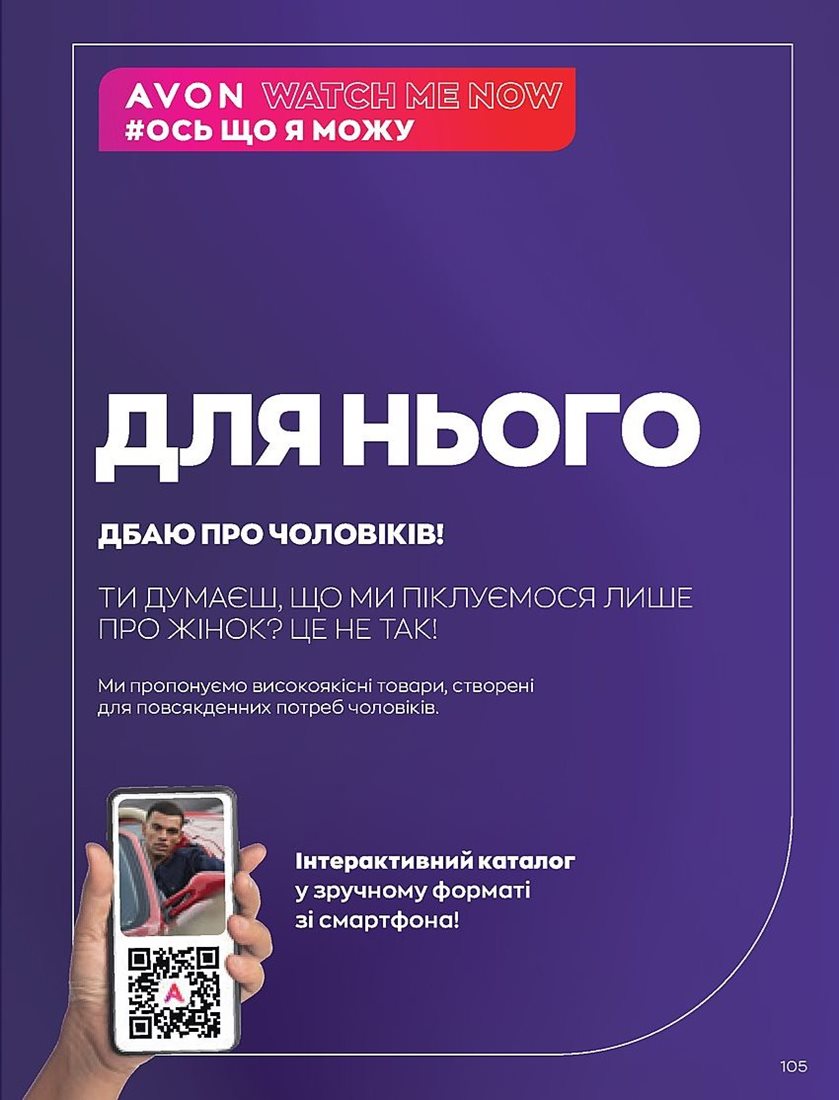 AVON WATCH ME NOW
#ОСЬ ЩО Я МОЖУ
ДЛЯ НЬОГО
ДБАЮ ПРО ЧОЛОВІКІВ!
ТИ ДУМАЄШ, ЩО МИ ПІКЛУЄМОСЯ ЛИШЕ
ПРО ЖІНОК? ЦЕ НЕ ТАК!
Ми пропонуємо високоякісні товари, створені
для повсякденних потреб чоловіків.
Інтерактивний каталог
у зручному форматі
зі смартфона!
A
105